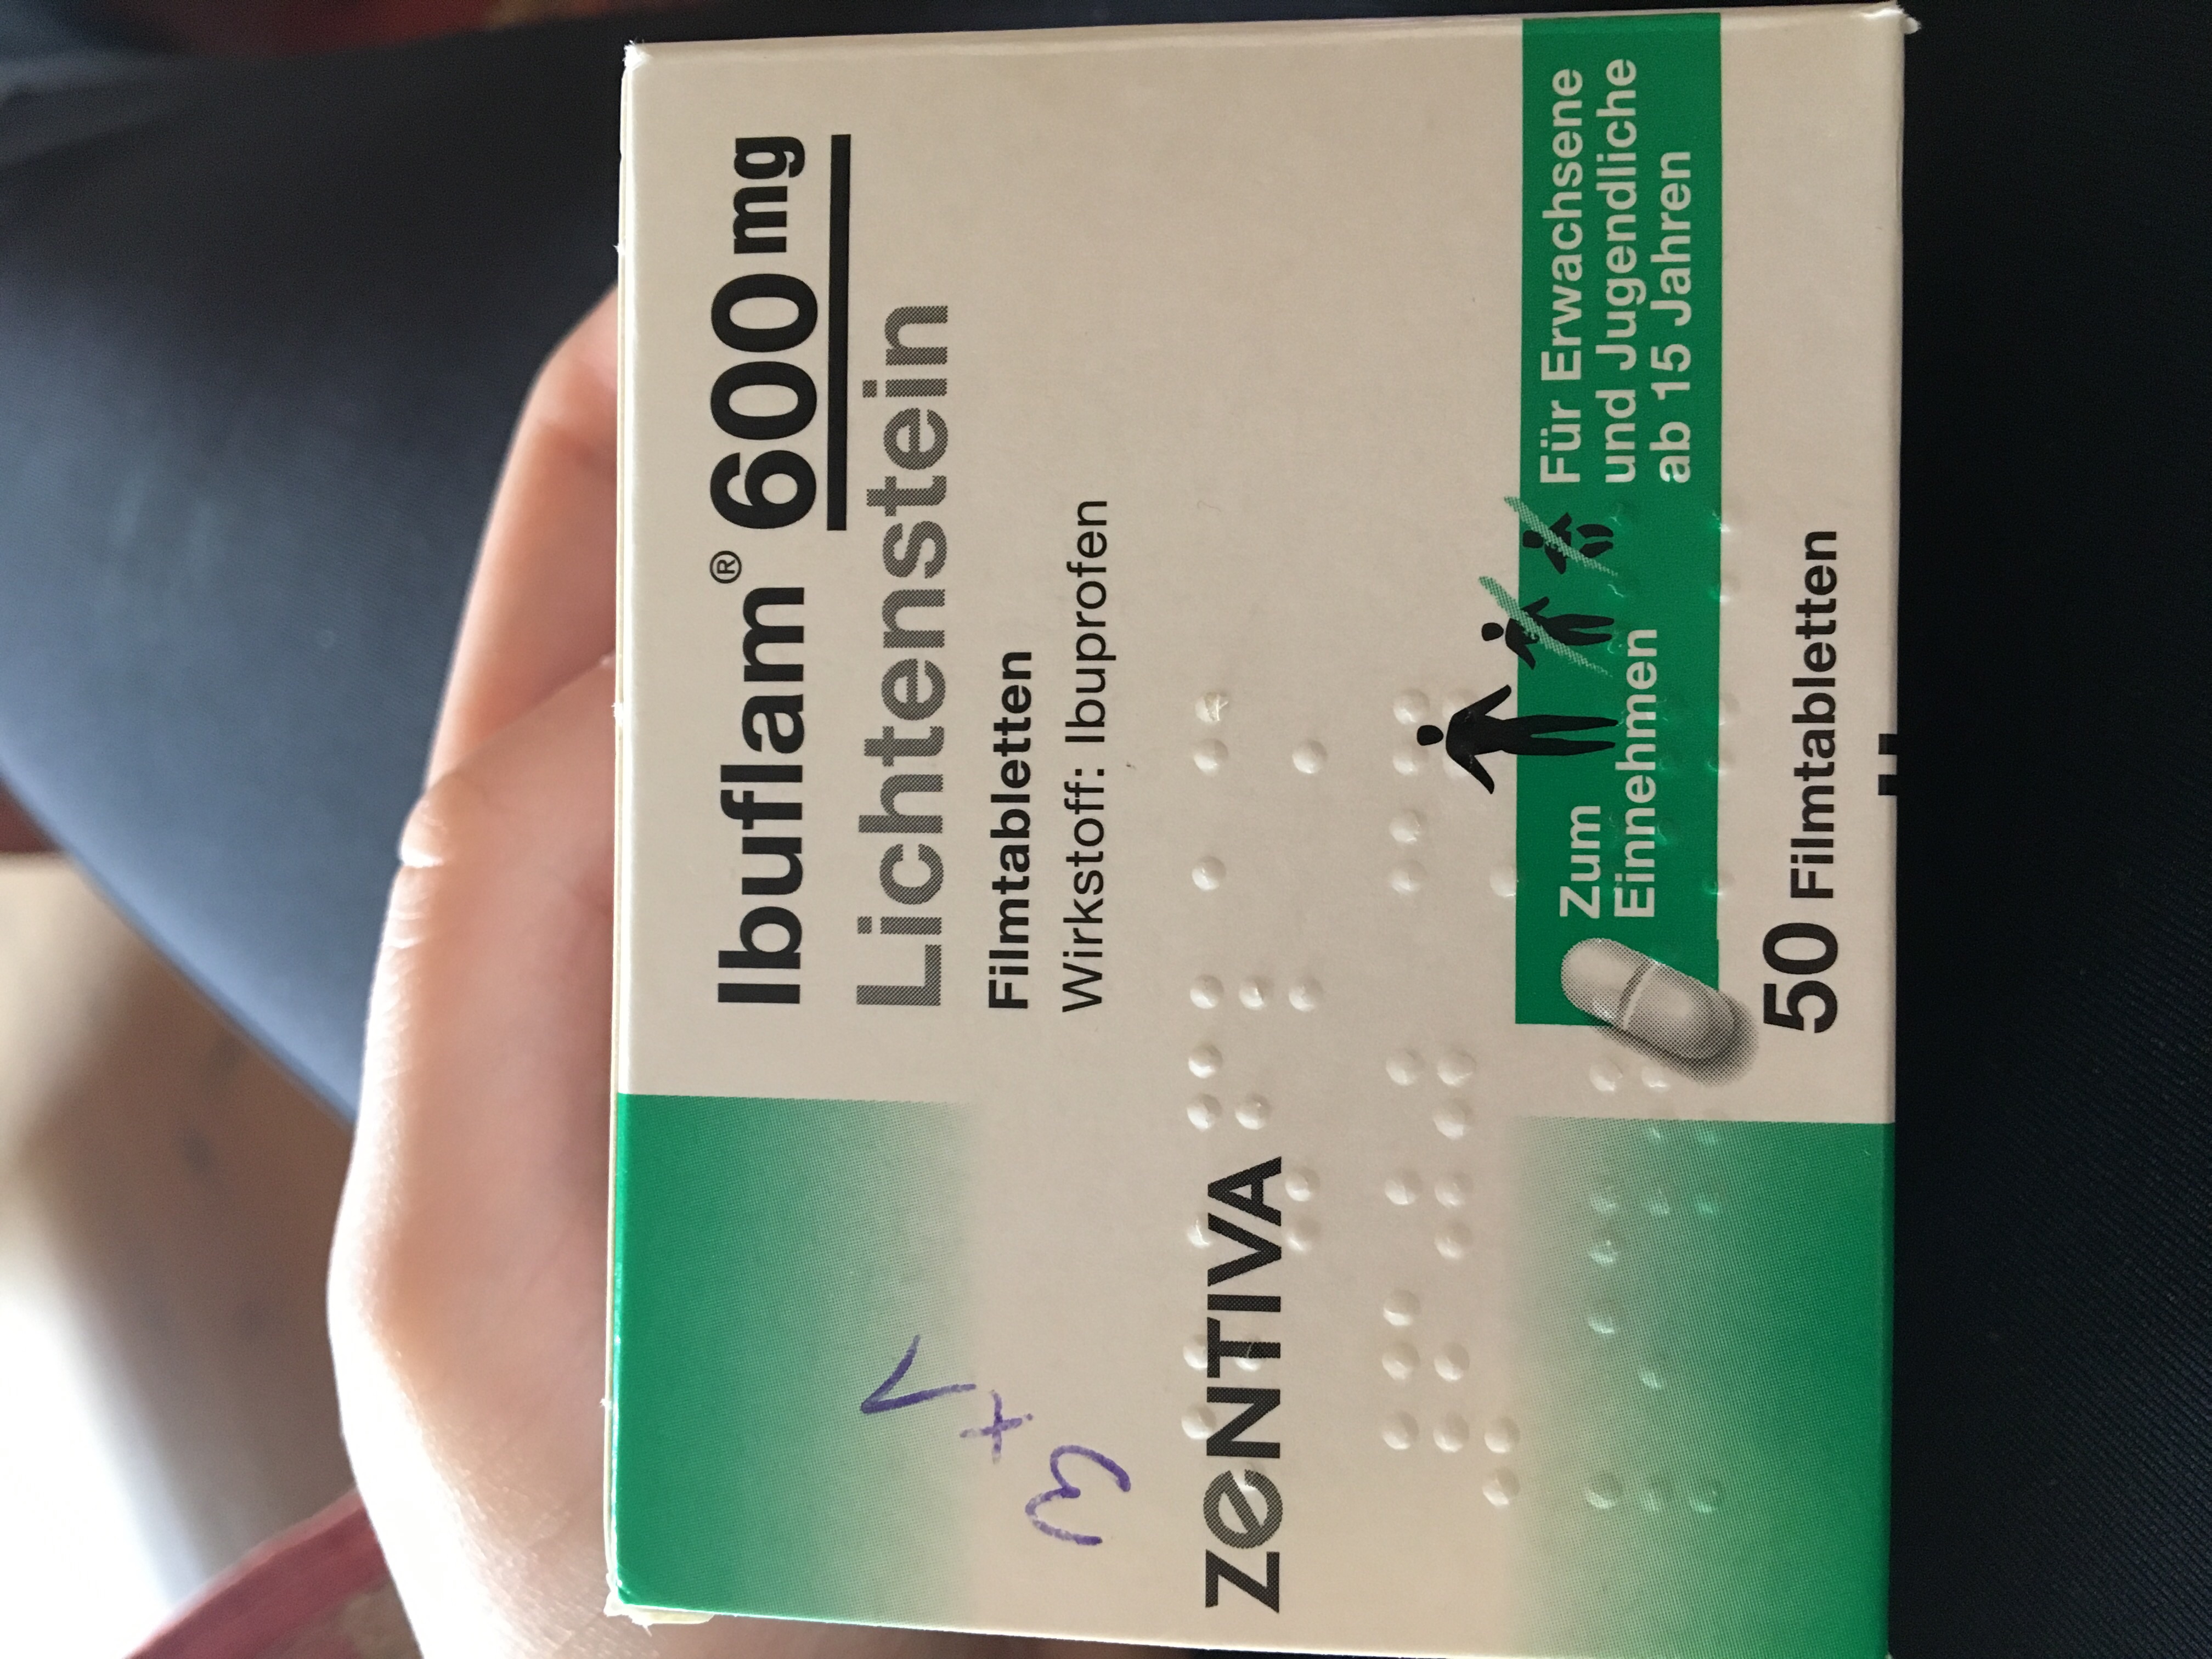 Ibuflam® 600 mg
Lichtenstein
Filmtabletten
Wirkstoff: Ibuprofen
3x1
ZENTIVA
Zum
Einnehmen
Für Erwachsene
und Jugendliche
ab 15 Jahren
50 Filmtabletten